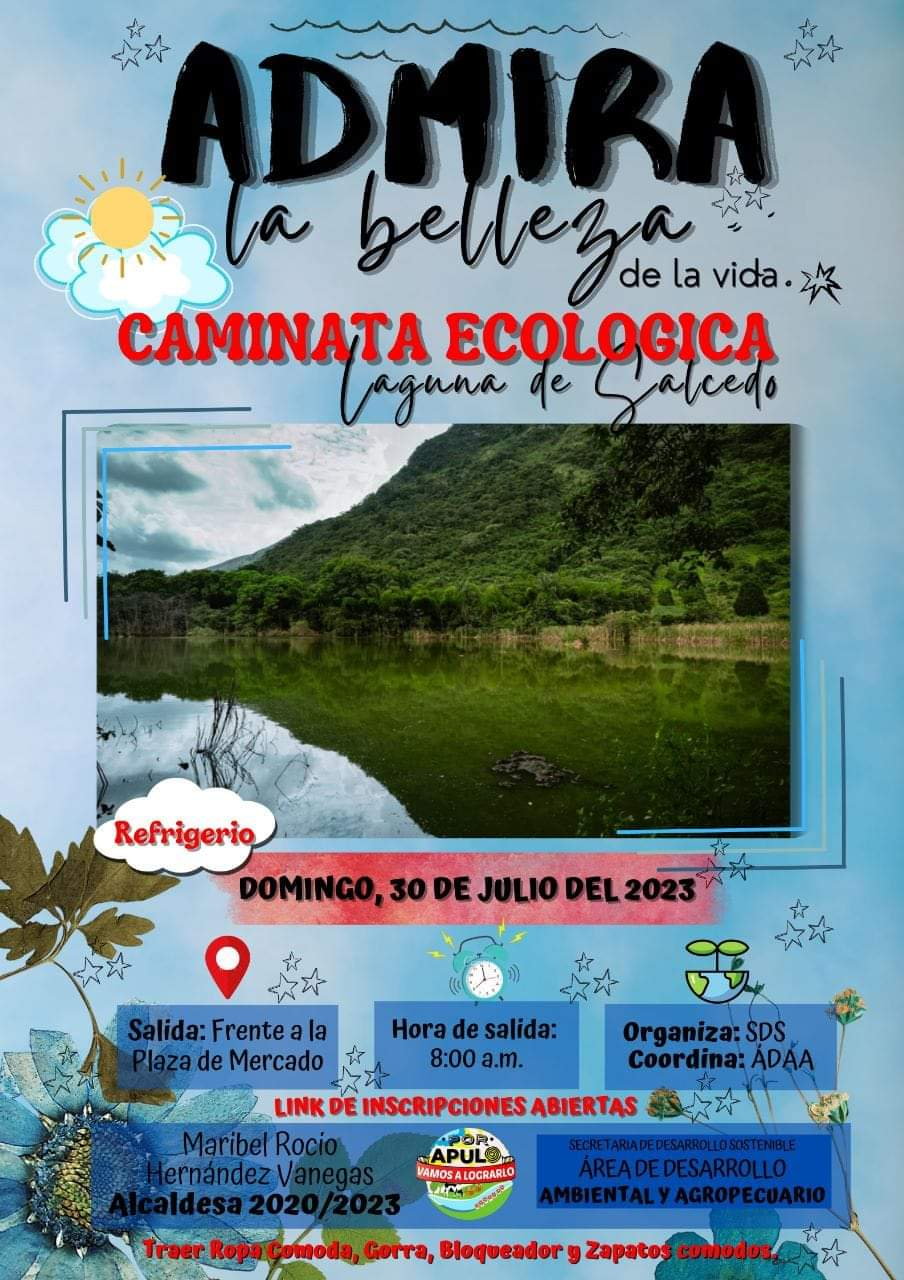 ADMIRA
la belleza
de la vida.
CAMINATA ECOLOGICA
Laguna de Salcedo
Refrigerio
DOMINGO, 30 DE JULIO DEL 2023
Salida: Frente a la
Plaza de Mercado
Hora de salida:
8:00 a.m.
Organiza: SDS
Coordina: ADAA
LINK DE INSCRIPCIONES ABIERTAS
Maribel Rocio
Hernández Vanegas
Alcaldesa 2020/2023
POR
APULO
VAMOS A LOGRARLO
SECRETARIA DE DESARROLLO SOSTENIBLE
ÁREA DE DESARROLLO
AMBIENTAL Y AGROPECUARIO
Traer Ropa Comoda, Gorra, Bloqueador y Zapatos comodos.